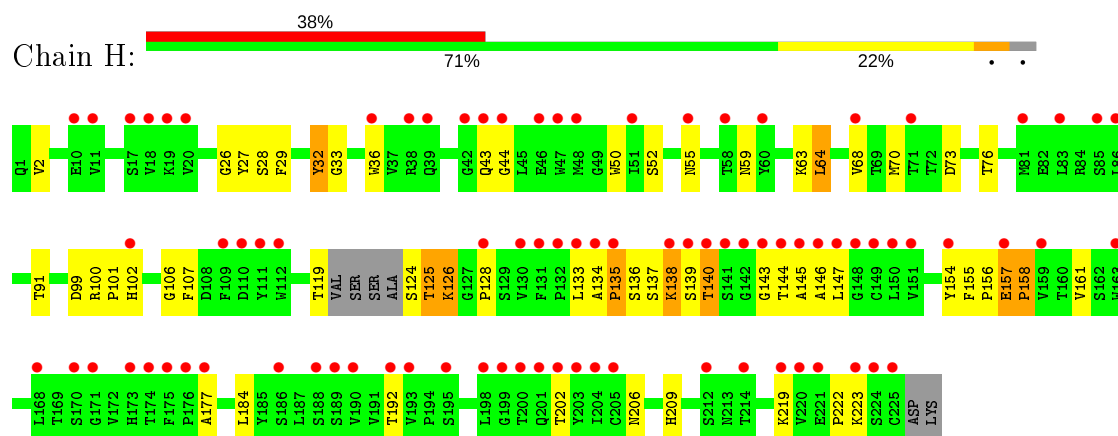 38%
Chain H:
71%
22%
•
•
Q1 V2 E10 V11 S17 V18 K19 V20 G26 Y27 S28 F29 Y32 G33 W36 V37 R38 Q39 G42 Q43 G44 L45 E46 W47 M48 G49 W50 I51 S52 N55 T58 N59 Y60 K63 L64 V68 T69 M70 T71 T72 D73 T76 M81 E82 L83 R84 S85 L86
T91 D99 R100 P101 H102 G106 F107 D108 F109 D110 Y111 W112 T119 VAL SER SER ALA S124 T125 K126 G127 P128 S129 V130 F131 P132 L133 A134 P135 S136 S137 K138 S139 T140 S141 G142 G143 T144 A145 A146 L147 G148 C149 L150 V151 Y154 F155 P156 E157 P158 V159 T160 V161 S162 W163
L168 T169 S170 G171 V172 H173 T174 F175 P176 A177 L184 Y185 S186 L187 S188 S189 V190 V191 T192 V193 P194 S195 L198 G199 T200 Q201 T202 Y203 I204 C205 N206 H209 S212 N213 T214 K219 V220 E221 P222 K223 S224 C225 ASP LYS